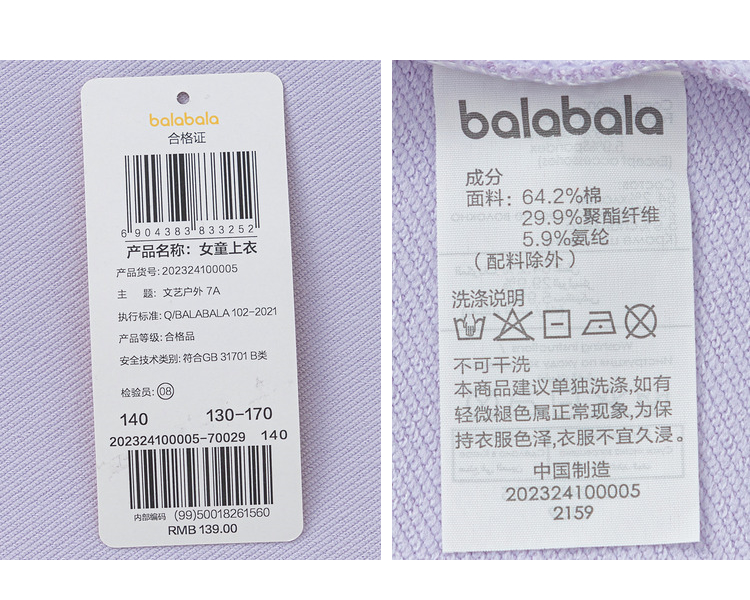 balabala
合格证
6 904383 833252
产品名称：女童上衣
产品货号：202324100005
主　题：文艺户外 7A
执行标准：Q/BALABALA 102-2021
产品等级：合格品
安全技术类别：符合GB 31701 B类
检验员：08
140 130-170
202324100005-70029 140
内部编码 (99)50018261560
RMB 139.00
balabala
成分
面料：64.2%棉
29.9%聚酯纤维
5.9%氨纶
（配料除外）
洗涤说明
不可干洗
本商品建议单独洗涤,如有
轻微褪色属正常现象,为保
持衣服色泽,衣服不宜久浸。
中国制造
202324100005
2159